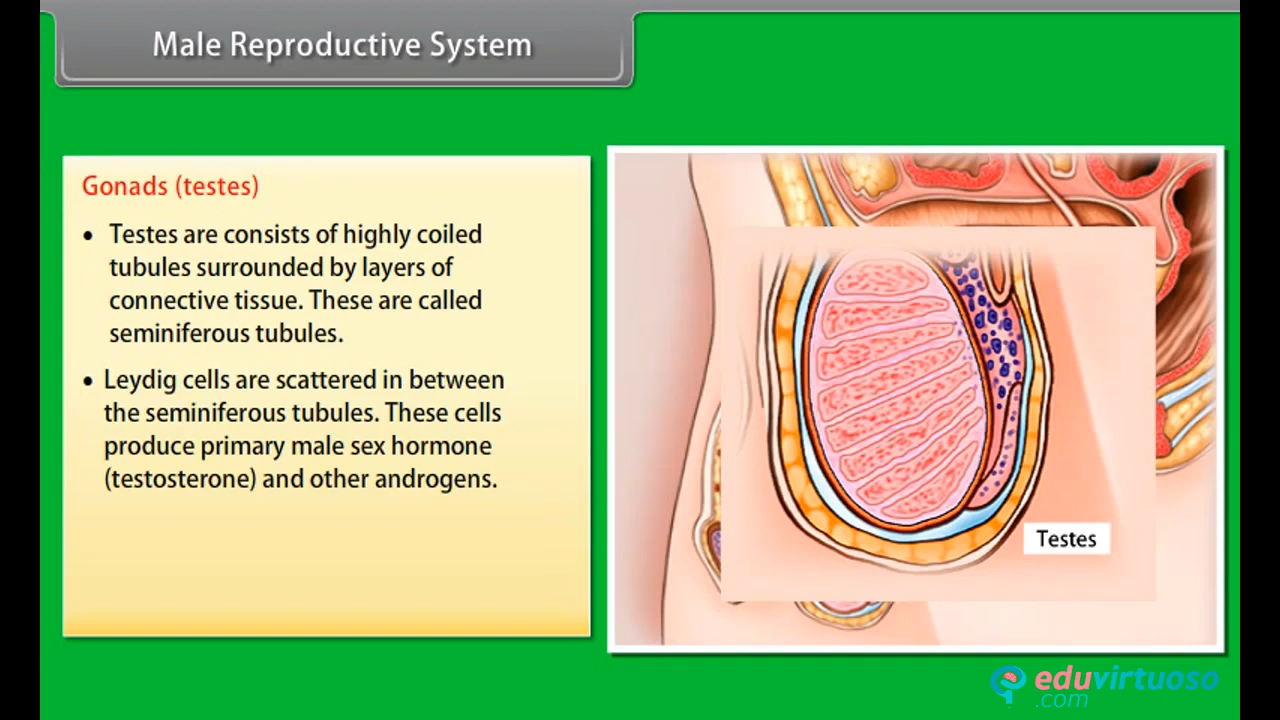 Male Reproductive System
Gonads (testes)
• Testes are consists of highly coiled
tubules surrounded by layers of
connective tissue. These are called
seminiferous tubules.
• Leydig cells are scattered in between
the seminiferous tubules. These cells
produce primary male sex hormone
(testosterone) and other androgens.
Testes
eduvirtuoso
.com